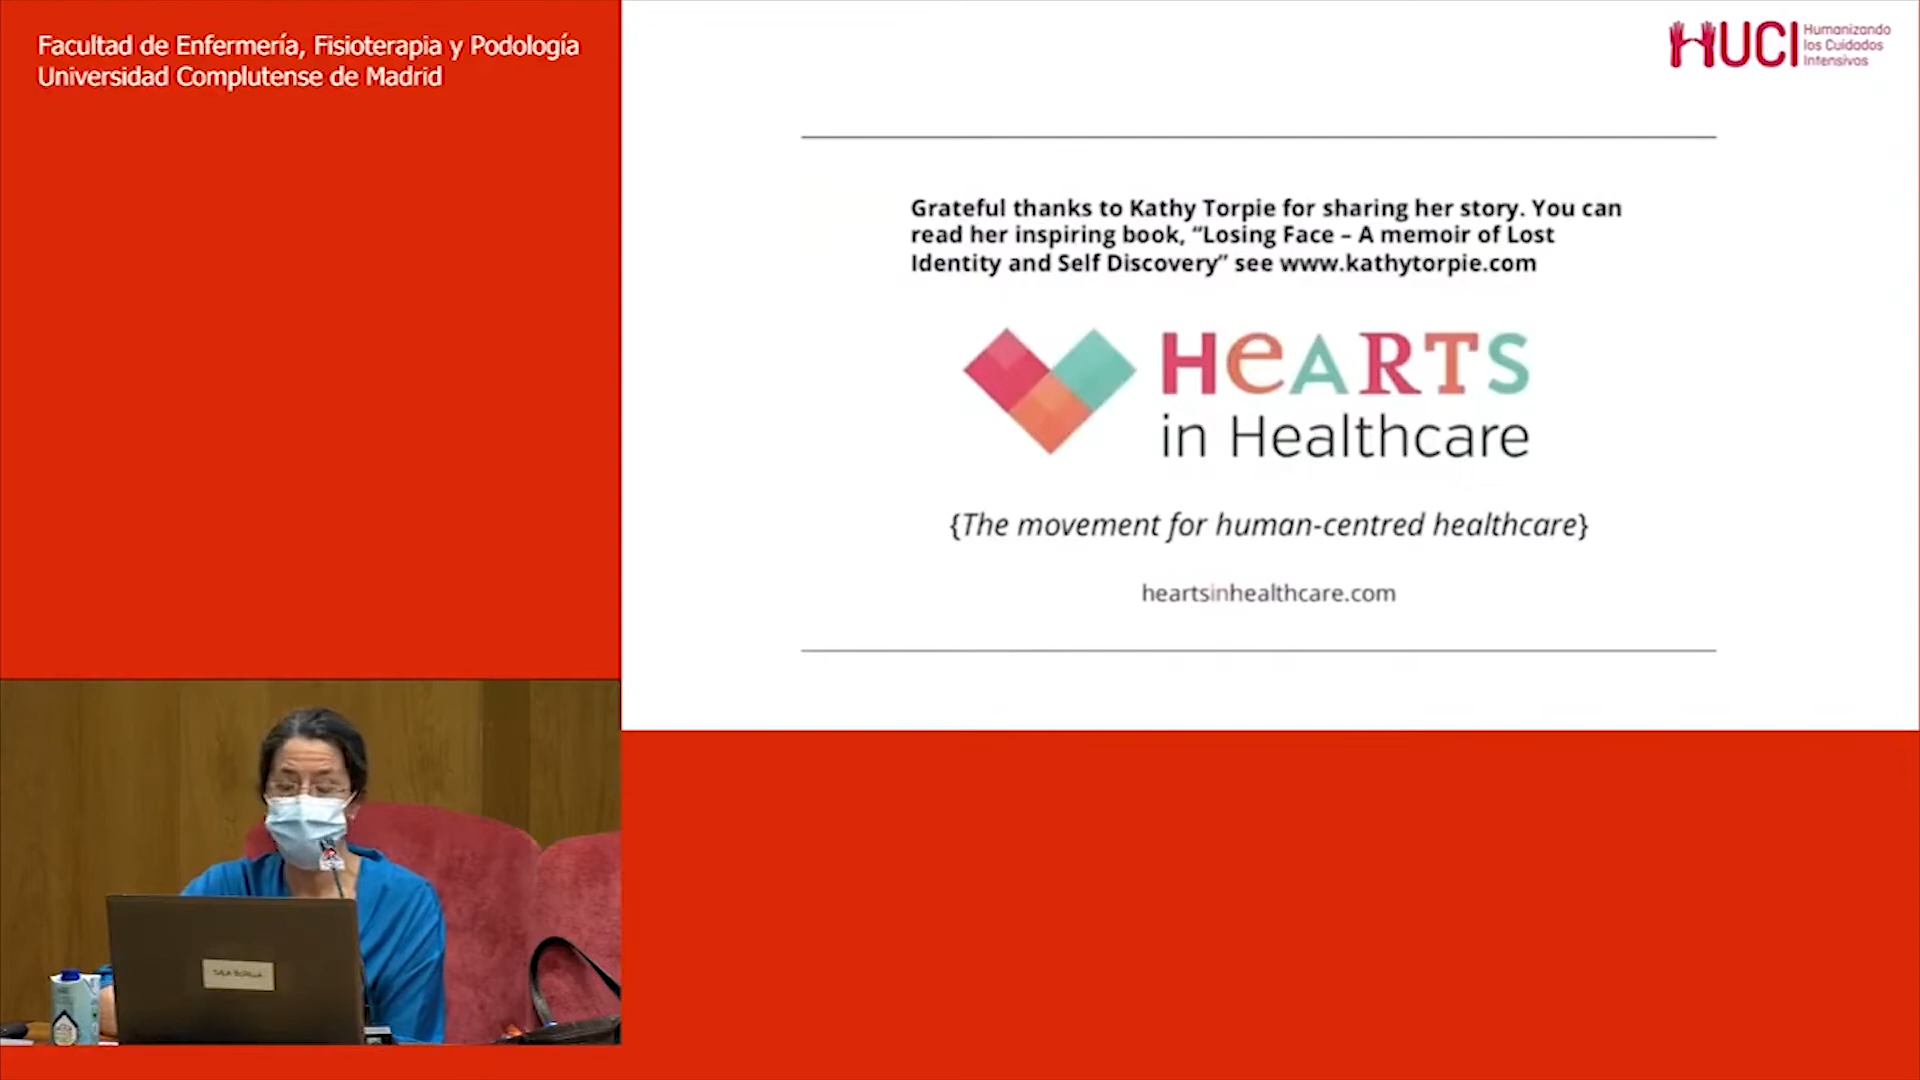 Facultad de Enfermería, Fisioterapia y Podología
Universidad Complutense de Madrid
HUCI
Humanizando
los Cuidados
Intensivos
Grateful thanks to Kathy Torpie for sharing her story. You can
read her inspiring book, “Losing Face – A memoir of Lost
Identity and Self Discovery” see www.kathytorpie.com
HeARTS
in Healthcare
{The movement for human-centred healthcare}
heartsinhealthcare.com